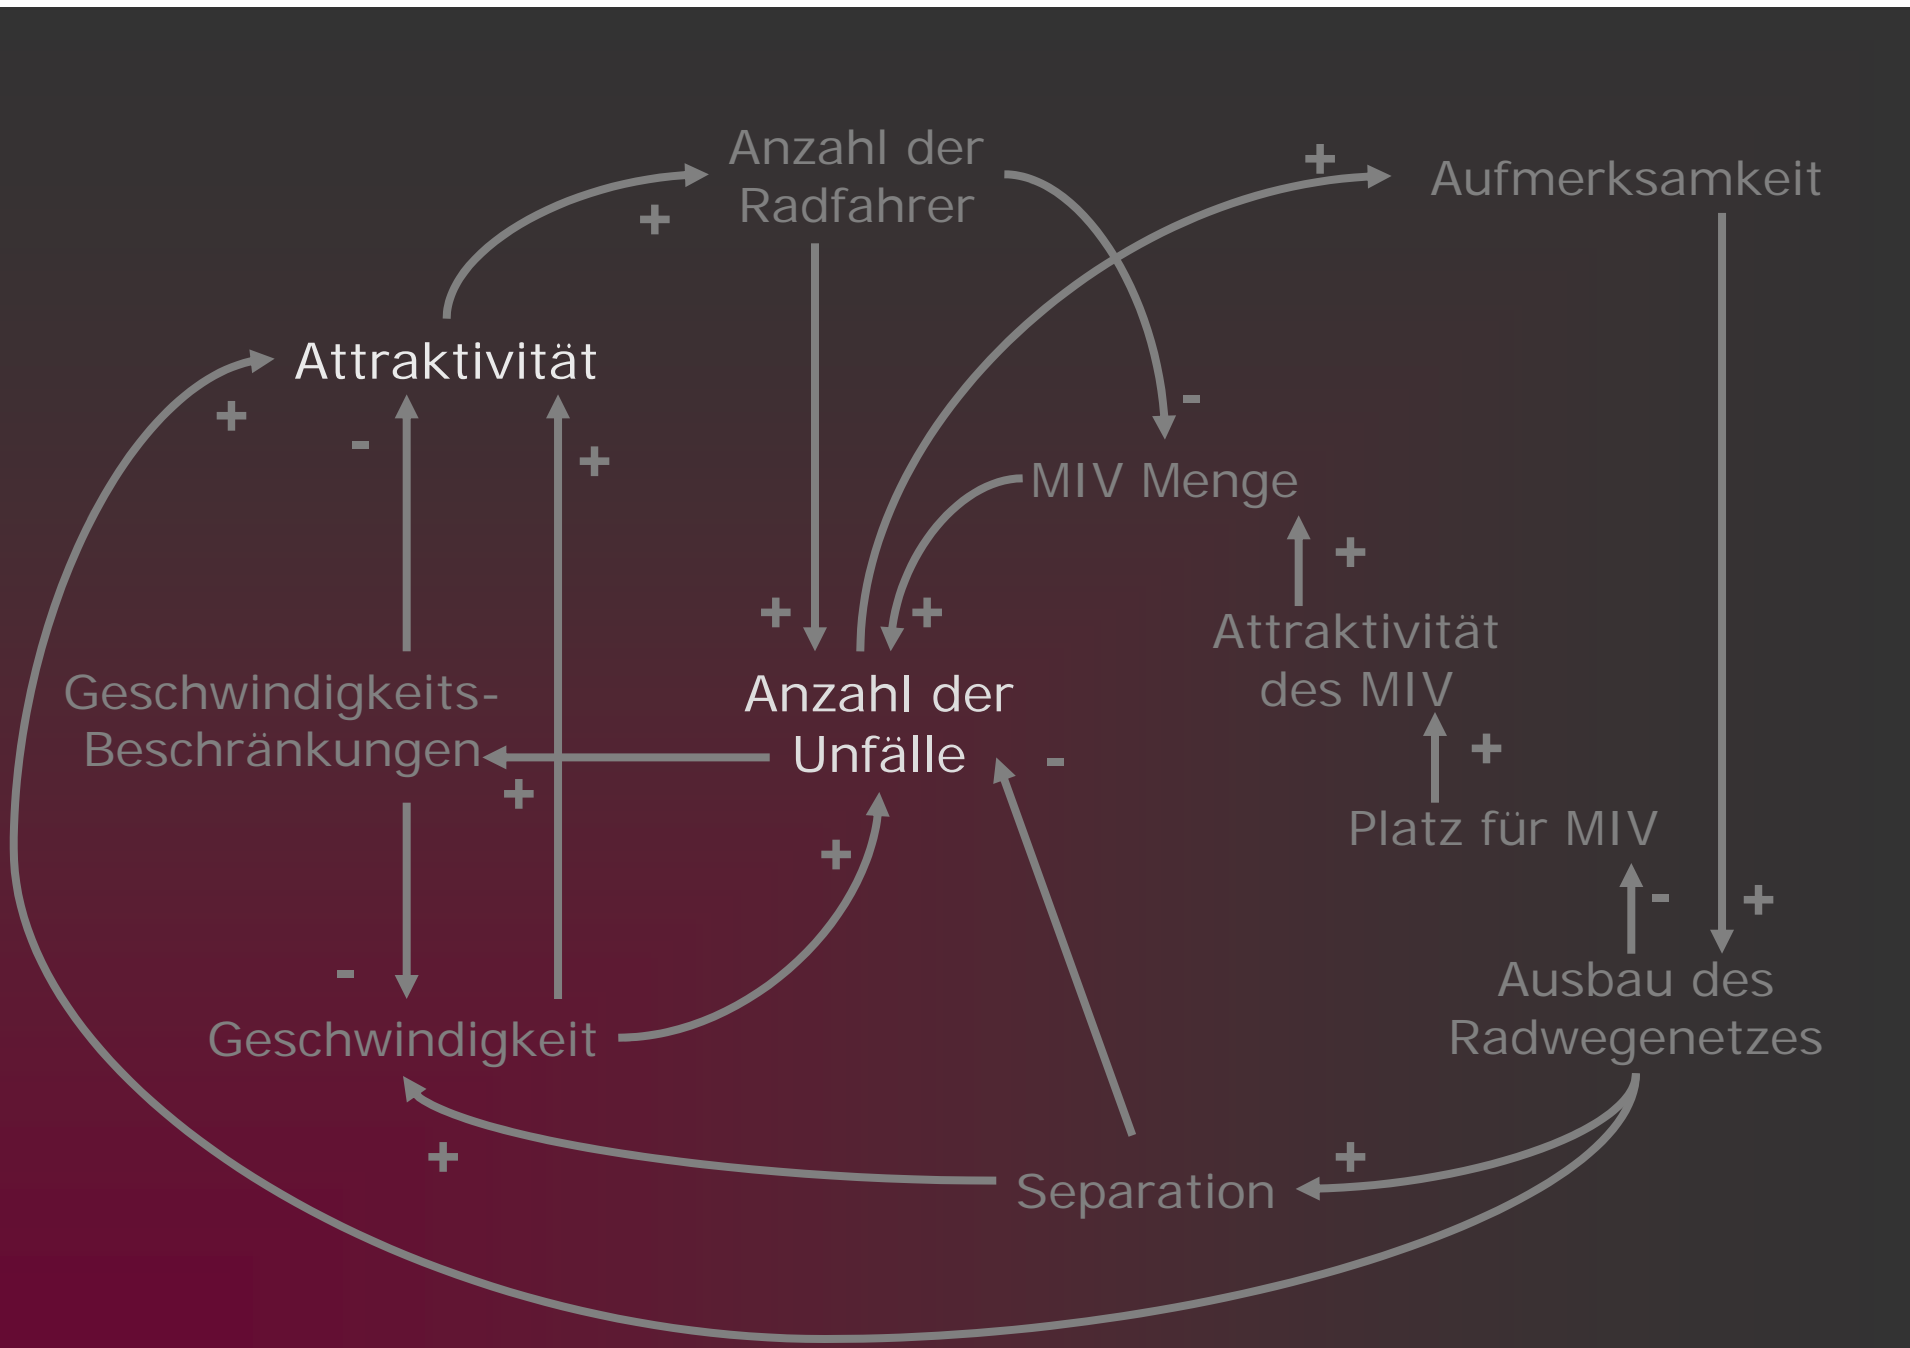 Anzahl der
Radfahrer
+
+
Aufmerksamkeit
Attraktivität
+
-
+
-
MIV Menge
+
+
+
Attraktivität
des MIV
Geschwindigkeits-
Beschränkungen
+
Anzahl der
Unfälle
-
+
Platz für MIV
+
-
+
-
Geschwindigkeit
Ausbau des
Radwegenetzes
+
+
Separation